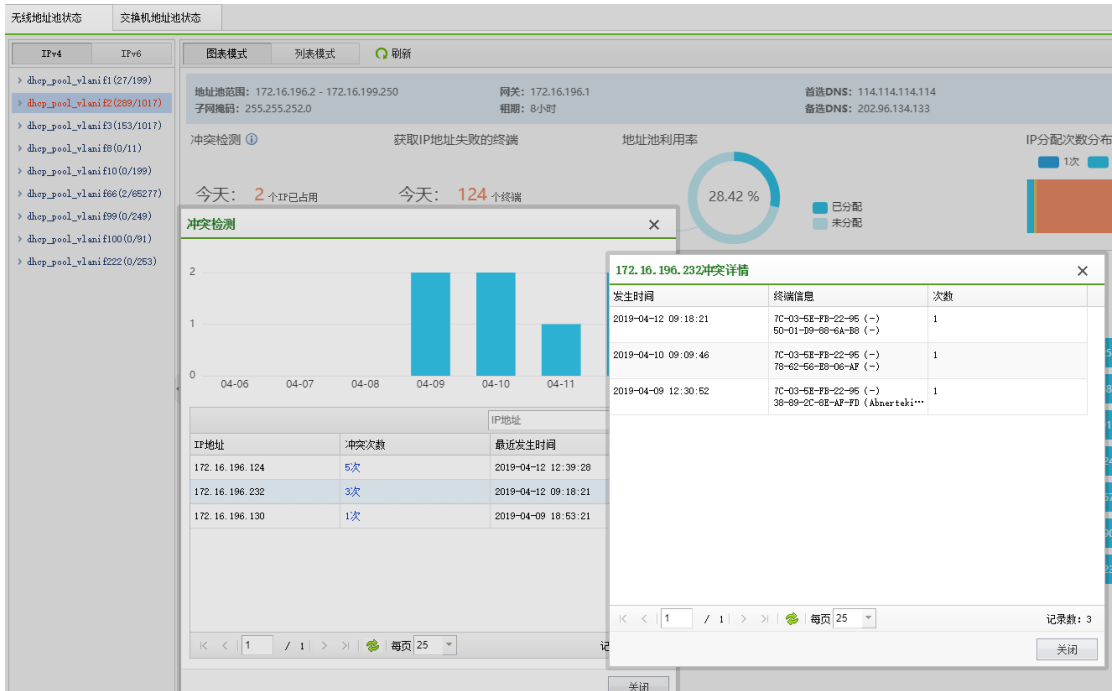 无线地址池状态 交换机地址池状态
IPv4 IPv6
图表模式 列表模式 刷新
> dhcp_pool_vlanif1(27/199)
> dhcp_pool_vlanif2(289/1017)
> dhcp_pool_vlanif3(153/1017)
> dhcp_pool_vlanif8(0/11)
> dhcp_pool_vlanif10(0/199)
> dhcp_pool_vlanif66(2/65277)
> dhcp_pool_vlanif99(0/249)
> dhcp_pool_vlanif100(0/91)
> dhcp_pool_vlanif222(0/253)
地址池范围: 172.16.196.2 - 172.16.199.250 网关: 172.16.196.1 首选DNS: 114.114.114.114
子网掩码: 255.255.252.0 租期: 8小时 备选DNS: 202.96.134.133
冲突检测 获取IP地址失败的终端 地址池利用率 IP分配次数分布
1次 2次
今天: 2 个IP已占用 今天: 124 个终端
28.42 %
已分配
未分配
冲突检测
2
1
0
04-06 04-07 04-08 04-09 04-10 04-11
IP地址
IP地址 冲突次数 最近发生时间
172.16.196.124 5次 2019-04-12 12:39:28
172.16.196.232 3次 2019-04-12 09:18:21
172.16.196.130 1次 2019-04-09 18:53:21
1 / 1 每页 25 记
关闭
172.16.196.232冲突详情
发生时间 终端信息 次数
2019-04-12 09:18:21 7C-03-5E-FB-22-95 (-) 1
50-01-D9-88-6A-B8 (-)
2019-04-10 09:09:46 7C-03-5E-FB-22-95 (-) 1
78-62-56-E8-06-AF (-)
2019-04-09 12:30:52 7C-03-5E-FB-22-95 (-) 1
38-89-2C-8E-AF-FD (Abnerteki···
1 / 1 每页 25 记录数: 3
关闭